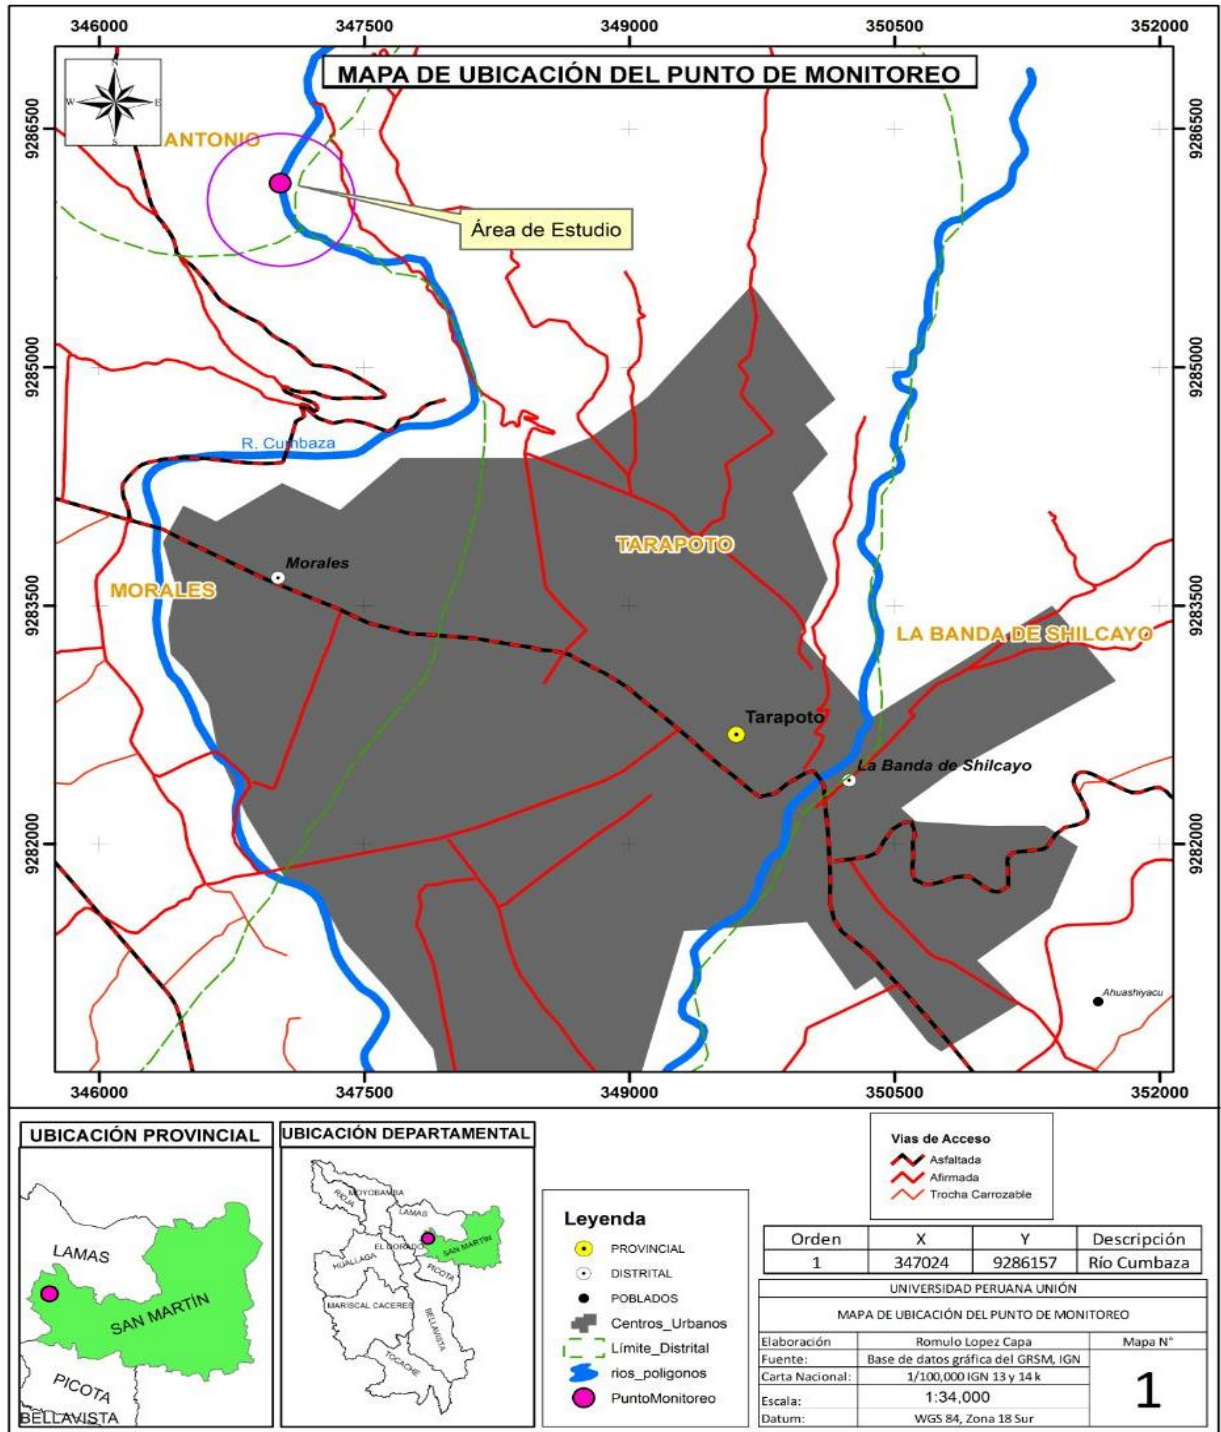 346000 347500 349000 350500 352000
MAPA DE UBICACIÓN DEL PUNTO DE MONITOREO
N
W E
S
9286500 9286500
ANTONIO
Área de Estudio
9285000 9285000
R. Cumbaza
TARAPOTO
Morales
MORALES
9283500 9283500
LA BANDA DE SHILCAYO
Tarapoto
La Banda de Shilcayo
9282000 9282000
Ahuashiyacu
346000 347500 349000 350500 352000
UBICACIÓN PROVINCIAL
LAMAS
SAN MARTÍN
PICOTA
BELLAVISTA
UBICACIÓN DEPARTAMENTAL
MOYOBAMBA
RIOJA
LAMAS
SAN MARTÍN
EL DORADO
HUALLAGA
PICOTA
MARISCAL CACERES
BELLAVISTA
TOCACHE
Leyenda
PROVINCIAL
DISTRITAL
POBLADOS
Centros_Urbanos
Límite_Distrital
rios_poligonos
PuntoMonitoreo
Vías de Acceso
Asfaltada
Afirmada
Trocha Carrozable
Orden X Y Descripción
1 347024 9286157 Río Cumbaza
UNIVERSIDAD PERUANA UNIÓN
MAPA DE UBICACIÓN DEL PUNTO DE MONITOREO
Elaboración Romulo Lopez Capa Mapa N°
Fuente: Base de datos gráfica del GRSM, IGN
Carta Nacional: 1/100,000 IGN 13 y 14 k
1
Escala: 1:34,000
Datum: WGS 84, Zona 18 Sur